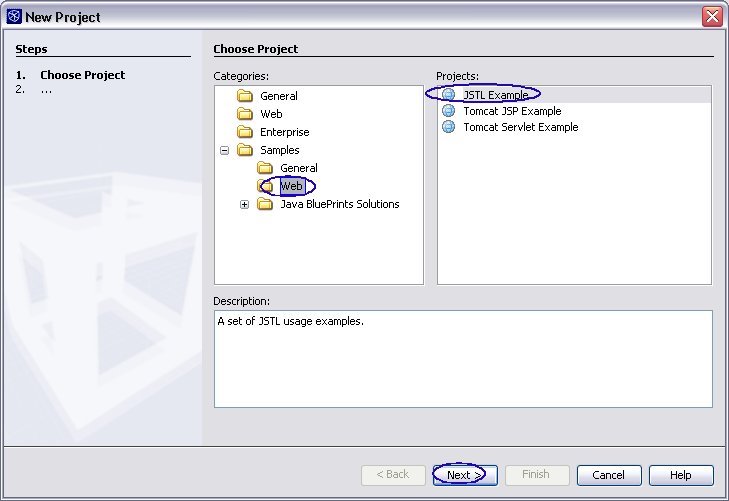 New Project
Steps
1. Choose Project
2. ...
Choose Project
Categories:
General
Web
Enterprise
Samples
General
Web
Java BluePrints Solutions
Projects:
JSTL Example
Tomcat JSP Example
Tomcat Servlet Example
Description:
A set of JSTL usage examples.
< Back
Next >
Finish
Cancel
Help